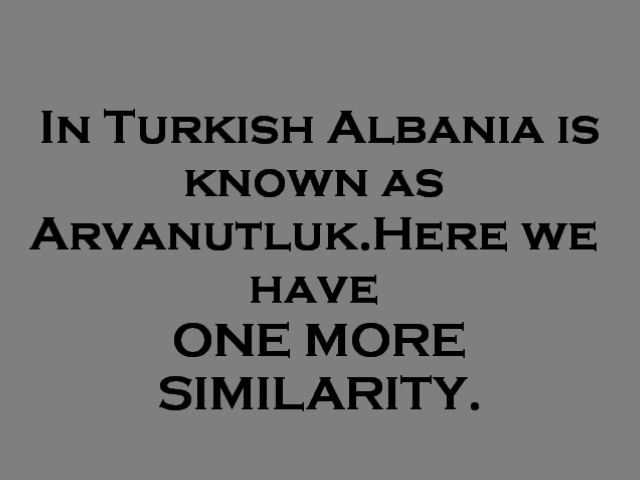 In Turkish Albania is
known as
Arvanutluk.Here we
have
ONE MORE
SIMILARITY.